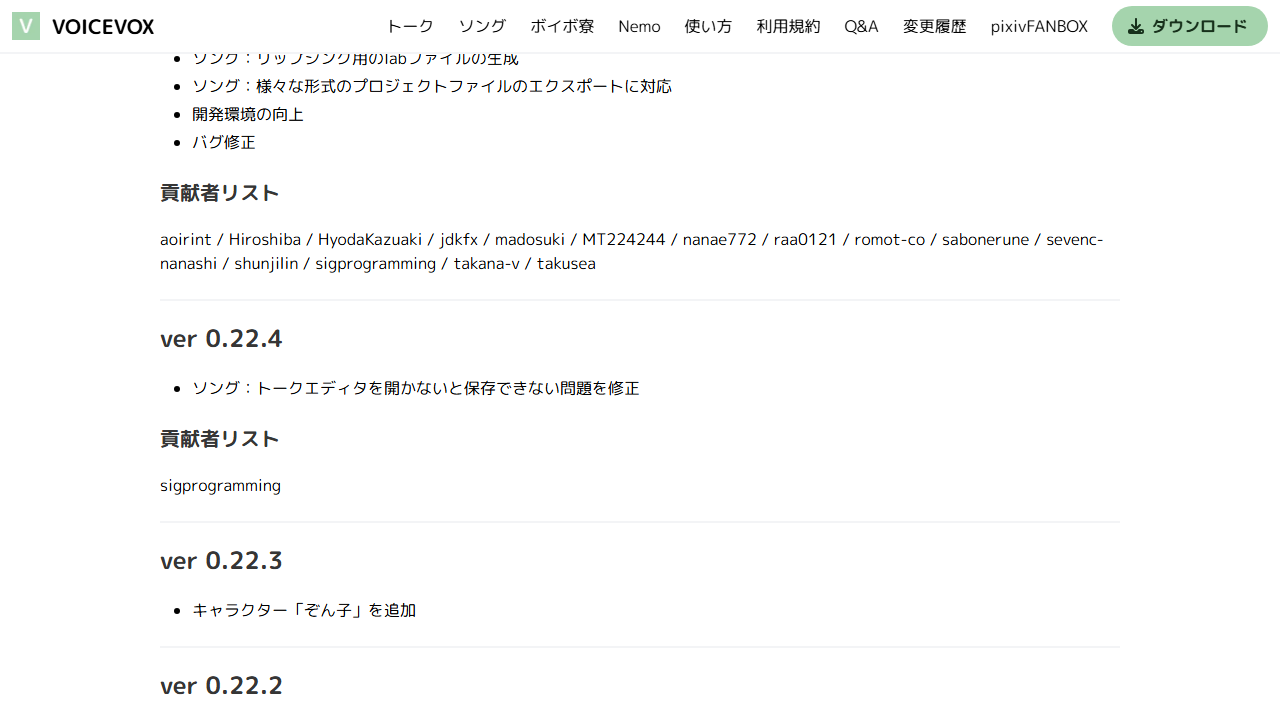 V VOICEVOX トーク ソング ボイボ寮 Nemo 使い方 利用規約 Q&A 変更履歴 pixivFANBOX ダウンロード
ソング：リップシンク用のlabファイルの生成
ソング：様々な形式のプロジェクトファイルのエクスポートに対応
開発環境の向上
バグ修正
貢献者リスト
aoirint / Hiroshiba / HyodaKazuaki / jdkfx / madosuki / MT224244 / nanae772 / raa0121 / romot-co / sabonerune / sevenc-
nanashi / shunjilin / sigprogramming / takana-v / takusea
ver 0.22.4
ソング：トークエディタを開かないと保存できない問題を修正
貢献者リスト
sigprogramming
ver 0.22.3
キャラクター「ぞん子」を追加
ver 0.22.2